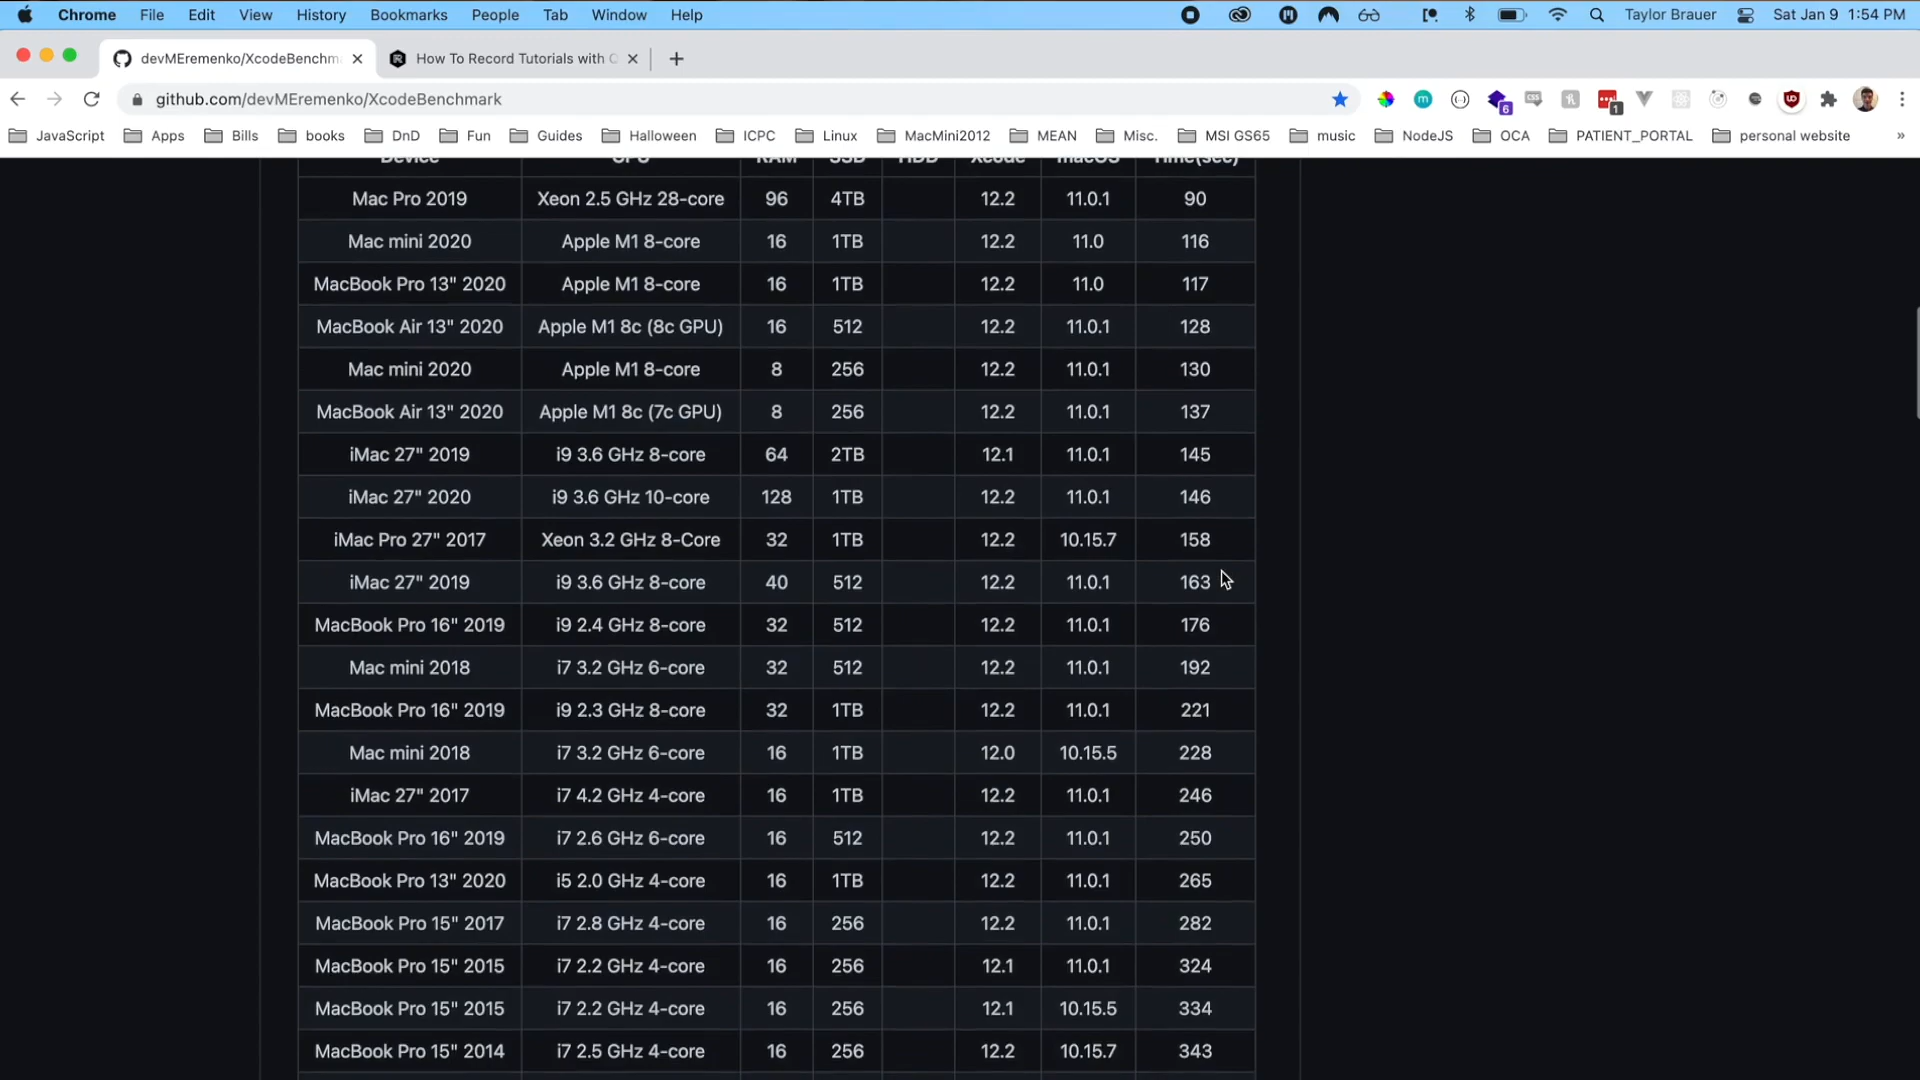 Chrome File Edit View History Bookmarks People Tab Window Help Taylor Brauer Sat Jan 9 1:54 PM
devMEremenko/XcodeBenchm How To Record Tutorials with
github.com/devMEremenko/XcodeBenchmark 6 CSS 1
JavaScript Apps Bills books DnD Fun Guides Halloween ICPC Linux MacMini2012 MEAN Misc. MSI GS65 music NodeJS OCA PATIENT_PORTAL personal website »
Device CPU RAM SSD HDD Xcode macOS Time(sec)
Mac Pro 2019 Xeon 2.5 GHz 28-core 96 4TB 12.2 11.0.1 90
Mac mini 2020 Apple M1 8-core 16 1TB 12.2 11.0 116
MacBook Pro 13" 2020 Apple M1 8-core 16 1TB 12.2 11.0 117
MacBook Air 13" 2020 Apple M1 8c (8c GPU) 16 512 12.2 11.0.1 128
Mac mini 2020 Apple M1 8-core 8 256 12.2 11.0.1 130
MacBook Air 13" 2020 Apple M1 8c (7c GPU) 8 256 12.2 11.0.1 137
iMac 27" 2019 i9 3.6 GHz 8-core 64 2TB 12.1 11.0.1 145
iMac 27" 2020 i9 3.6 GHz 10-core 128 1TB 12.2 11.0.1 146
iMac Pro 27" 2017 Xeon 3.2 GHz 8-Core 32 1TB 12.2 10.15.7 158
iMac 27" 2019 i9 3.6 GHz 8-core 40 512 12.2 11.0.1 163
MacBook Pro 16" 2019 i9 2.4 GHz 8-core 32 512 12.2 11.0.1 176
Mac mini 2018 i7 3.2 GHz 6-core 32 512 12.2 11.0.1 192
MacBook Pro 16" 2019 i9 2.3 GHz 8-core 32 1TB 12.2 11.0.1 221
Mac mini 2018 i7 3.2 GHz 6-core 16 1TB 12.0 10.15.5 228
iMac 27" 2017 i7 4.2 GHz 4-core 16 1TB 12.2 11.0.1 246
MacBook Pro 16" 2019 i7 2.6 GHz 6-core 16 512 12.2 11.0.1 250
MacBook Pro 13" 2020 i5 2.0 GHz 4-core 16 1TB 12.2 11.0.1 265
MacBook Pro 15" 2017 i7 2.8 GHz 4-core 16 256 12.2 11.0.1 282
MacBook Pro 15" 2015 i7 2.2 GHz 4-core 16 256 12.1 11.0.1 324
MacBook Pro 15" 2015 i7 2.2 GHz 4-core 16 256 12.1 10.15.5 334
MacBook Pro 15" 2014 i7 2.5 GHz 4-core 16 256 12.2 10.15.7 343